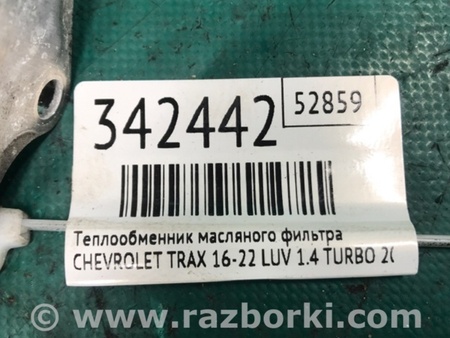 342442
52859
Теплообменник масляного фильтра
CHEVROLET TRAX 16-22 LUV 1.4 TURBO
© www.razborki.com